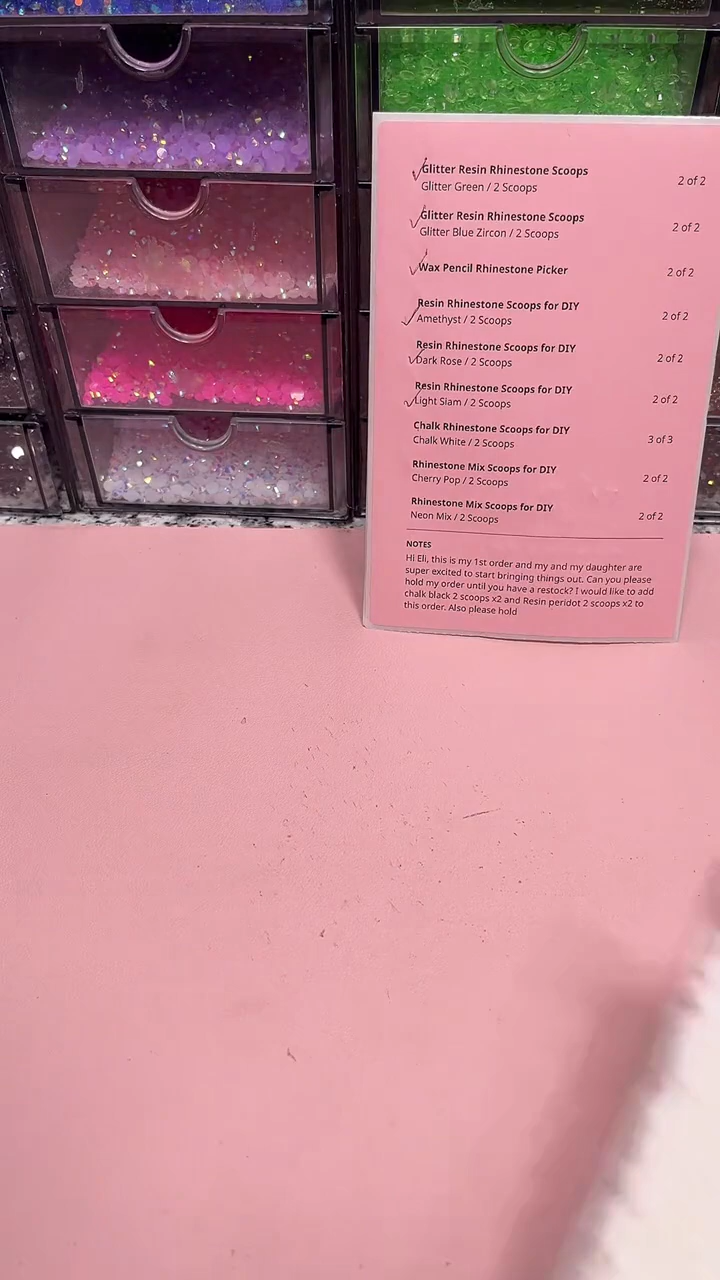 Glitter Resin Rhinestone Scoops
Glitter Green / 2 Scoops
2 of 2
Glitter Resin Rhinestone Scoops
Glitter Blue Zircon / 2 Scoops
2 of 2
Wax Pencil Rhinestone Picker
2 of 2
Resin Rhinestone Scoops for DIY
Amethyst / 2 Scoops
2 of 2
Resin Rhinestone Scoops for DIY
Dark Rose / 2 Scoops
2 of 2
Resin Rhinestone Scoops for DIY
Light Siam / 2 Scoops
2 of 2
Chalk Rhinestone Scoops for DIY
Chalk White / 2 Scoops
3 of 3
Rhinestone Mix Scoops for DIY
Cherry Pop / 2 Scoops
2 of 2
Rhinestone Mix Scoops for DIY
Neon Mix / 2 Scoops
2 of 2
NOTES
Hi Eli, this is my 1st order and my and my daughter are
super excited to start bringing things out. Can you please
hold my order until you have a restock? I would like to add
chalk black 2 scoops x2 and Resin peridot 2 scoops x2 to
this order. Also please hold